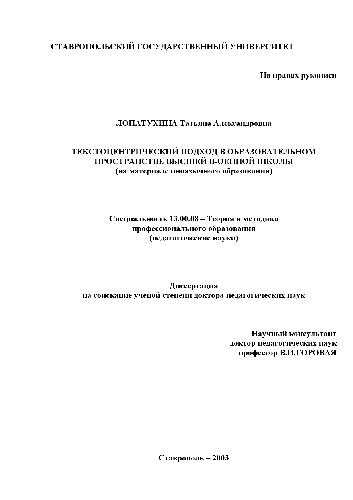 СТАВРОПОЛЬСКИЙ ГОСУДАРСТВЕННЫЙ УНИВЕРСИТЕТ
На правах рукописи
ЛОПАТУХИНА Татьяна Александровна
ТЕКСТОЦЕНТРИЧЕСКИЙ ПОДХОД В ОБРАЗОВАТЕЛЬНОМ
ПРОСТРАНСТВЕ ВЫСШЕЙ ВОЕННОЙ ШКОЛЫ
(на материале иноязычного образования)
Специальность 13.00.08 – Теория и методика
профессионального образования
(педагогические науки)
Диссертация
на соискание ученой степени доктора педагогических наук
Научный консультант
доктор педагогических наук
профессор В.И.ГОРОВАЯ
Ставрополь – 2003